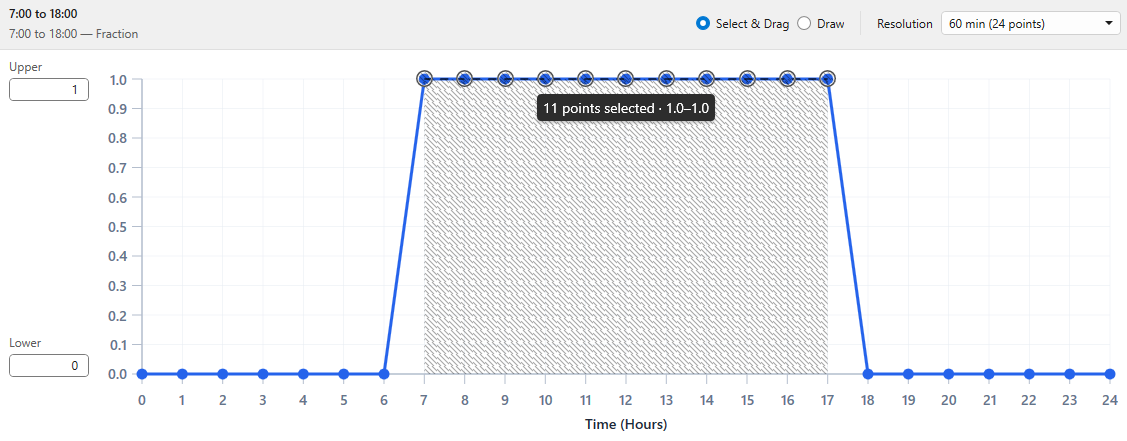 7:00 to 18:00
7:00 to 18:00 — Fraction
Select & Drag Draw Resolution 60 min (24 points)
Upper
1
11 points selected · 1.0–1.0
Lower
0
1.0
0.9
0.8
0.7
0.6
0.5
0.4
0.3
0.2
0.1
0.0
0 1 2 3 4 5 6 7 8 9 10 11 12 13 14 15 16 17 18 19 20 21 22 23 24
Time (Hours)